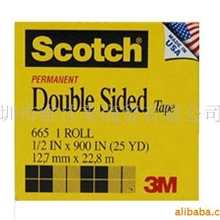 Scotch
MADE IN
USA
PERMANENT
Double Sided Tape
665 1 ROLL
1/2 IN x 900 IN (25 YD)
12,7 mm x 22,8 m
3M
alibaba.c